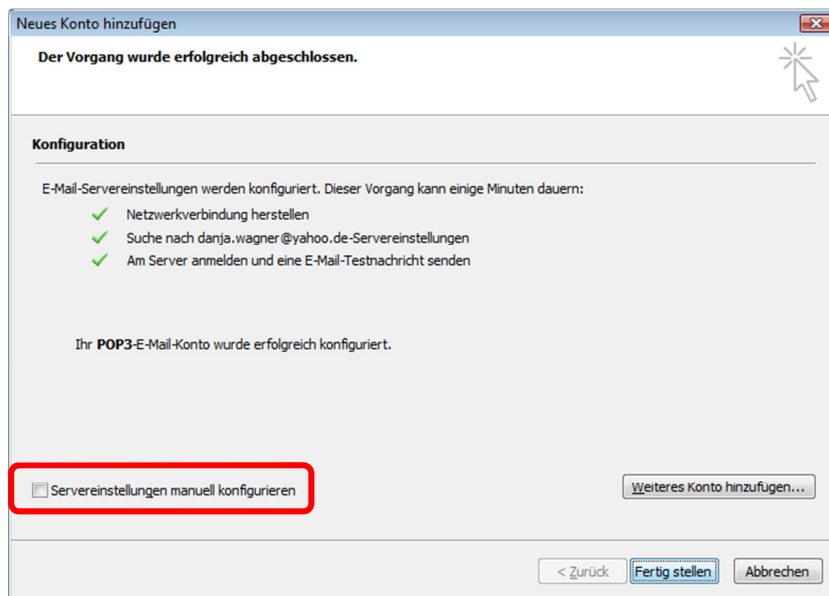 Neues Konto hinzufügen
Der Vorgang wurde erfolgreich abgeschlossen.
Konfiguration
E-Mail-Servereinstellungen werden konfiguriert. Dieser Vorgang kann einige Minuten dauern:
Netzwerkverbindung herstellen
Suche nach danja.wagner@yahoo.de-Servereinstellungen
Am Server anmelden und eine E-Mail-Testnachricht senden
Ihr POP3-E-Mail-Konto wurde erfolgreich konfiguriert.
Servereinstellungen manuell konfigurieren
Weiteres Konto hinzufügen...
< Zurück
Fertig stellen
Abbrechen